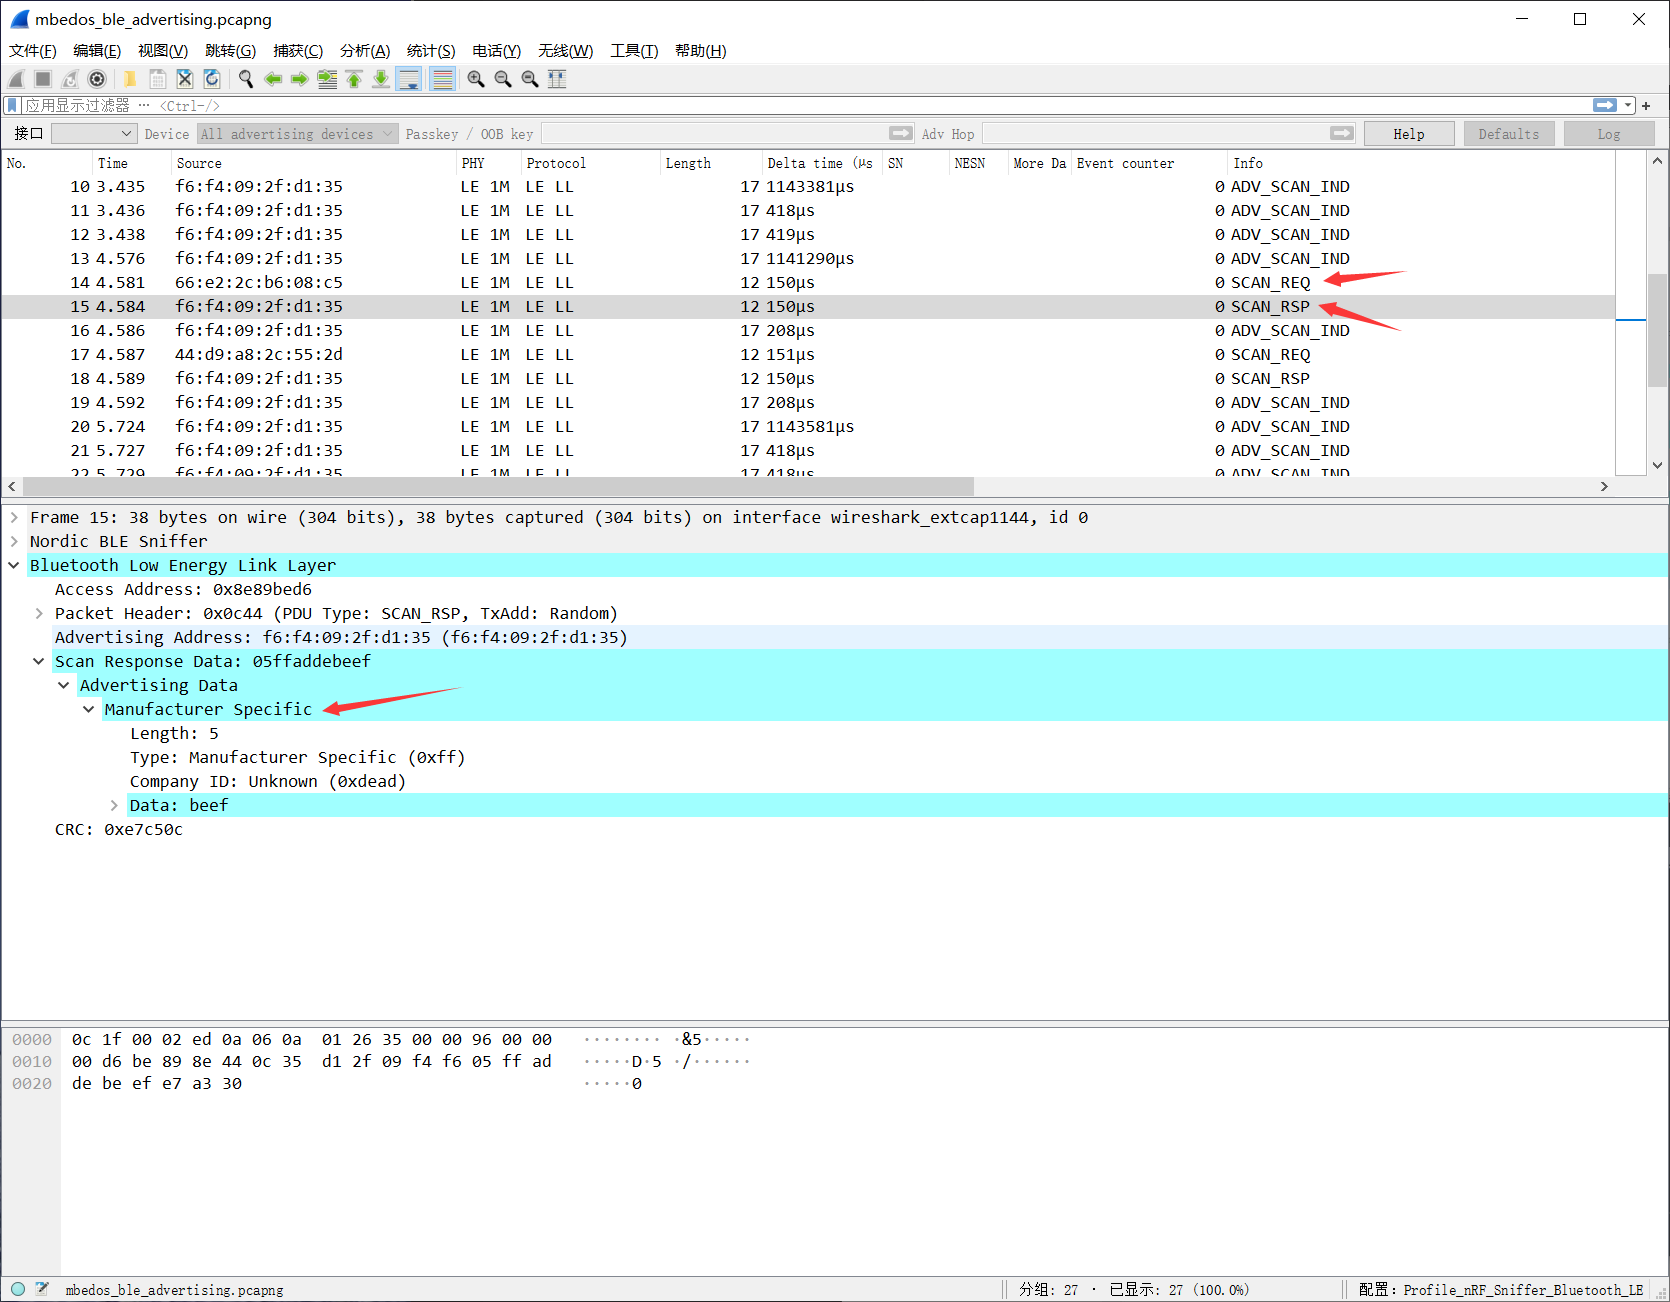 mbedos_ble_advertising.pcapng
文件(F) 编辑(E) 视图(V) 跳转(G) 捕获(C) 分析(A) 统计(S) 电话(Y) 无线(W) 工具(T) 帮助(H)
应用显示过滤器 … <Ctrl-/>
接口 Device All advertising devices Passkey / OOB key Adv Hop Help Defaults Log
No. Time Source PHY Protocol Length Delta time (µs SN NESN More Da Event counter Info
10 3.435 f6:f4:09:2f:d1:35 LE 1M LE LL 17 1143381µs 0 ADV_SCAN_IND
11 3.436 f6:f4:09:2f:d1:35 LE 1M LE LL 17 418µs 0 ADV_SCAN_IND
12 3.438 f6:f4:09:2f:d1:35 LE 1M LE LL 17 419µs 0 ADV_SCAN_IND
13 4.576 f6:f4:09:2f:d1:35 LE 1M LE LL 17 1141290µs 0 ADV_SCAN_IND
14 4.581 66:e2:2c:b6:08:c5 LE 1M LE LL 12 150µs 0 SCAN_REQ
15 4.584 f6:f4:09:2f:d1:35 LE 1M LE LL 12 150µs 0 SCAN_RSP
16 4.586 f6:f4:09:2f:d1:35 LE 1M LE LL 17 208µs 0 ADV_SCAN_IND
17 4.587 44:d9:a8:2c:55:2d LE 1M LE LL 12 151µs 0 SCAN_REQ
18 4.589 f6:f4:09:2f:d1:35 LE 1M LE LL 12 150µs 0 SCAN_RSP
19 4.592 f6:f4:09:2f:d1:35 LE 1M LE LL 17 208µs 0 ADV_SCAN_IND
20 5.724 f6:f4:09:2f:d1:35 LE 1M LE LL 17 1143581µs 0 ADV_SCAN_IND
21 5.727 f6:f4:09:2f:d1:35 LE 1M LE LL 17 418µs 0 ADV_SCAN_IND
22 5.729 f6:f4:09:2f:d1:35 LE 1M LE LL 17 418µs 0 ADV_SCAN_IND
Frame 15: 38 bytes on wire (304 bits), 38 bytes captured (304 bits) on interface wireshark_extcap1144, id 0
Nordic BLE Sniffer
Bluetooth Low Energy Link Layer
Access Address: 0x8e89bed6
Packet Header: 0x0c44 (PDU Type: SCAN_RSP, TxAdd: Random)
Advertising Address: f6:f4:09:2f:d1:35 (f6:f4:09:2f:d1:35)
Scan Response Data: 05ffaddebeef
Advertising Data
Manufacturer Specific
Length: 5
Type: Manufacturer Specific (0xff)
Company ID: Unknown (0xdead)
Data: beef
CRC: 0xe7c50c
0000 0c 1f 00 02 ed 0a 06 0a 01 26 35 00 00 96 00 00 ········ ·&5·····
0010 00 d6 be 89 8e 44 0c 35 d1 2f 09 f4 f6 05 ff ad ·····D·5 ·/······
0020 de be ef e7 a3 30 ·····0
mbedos_ble_advertising.pcapng 分组: 27 · 已显示: 27 (100.0%) 配置: Profile_nRF_Sniffer_Bluetooth_LE